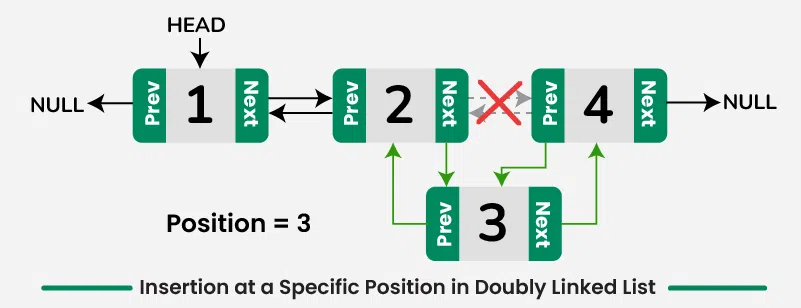 HEAD
NULL
Prev
1
Next
Prev
2
Next
Prev
4
Next
NULL
Prev
3
Next
Position = 3
Insertion at a Specific Position in Doubly Linked List